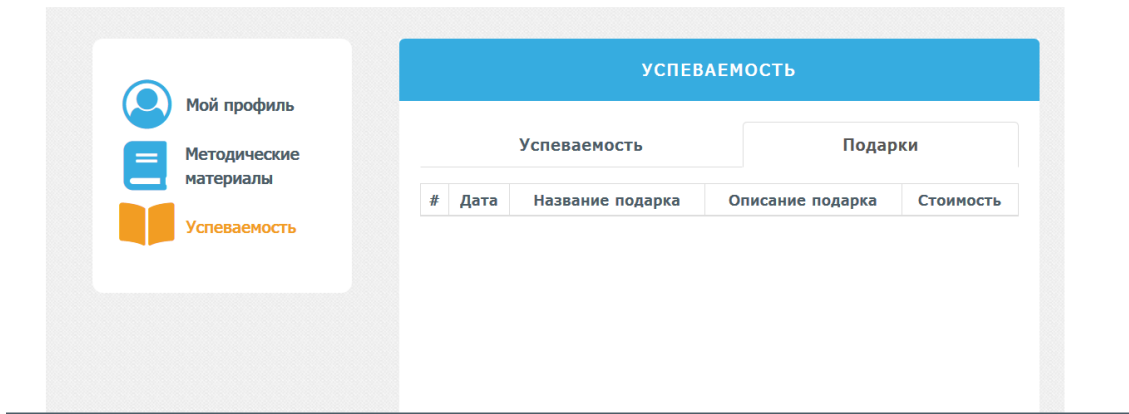 Мой профиль
Методические
материалы
Успеваемость
УСПЕВАЕМОСТЬ
Успеваемость Подарки
# Дата Название подарка Описание подарка Стоимость